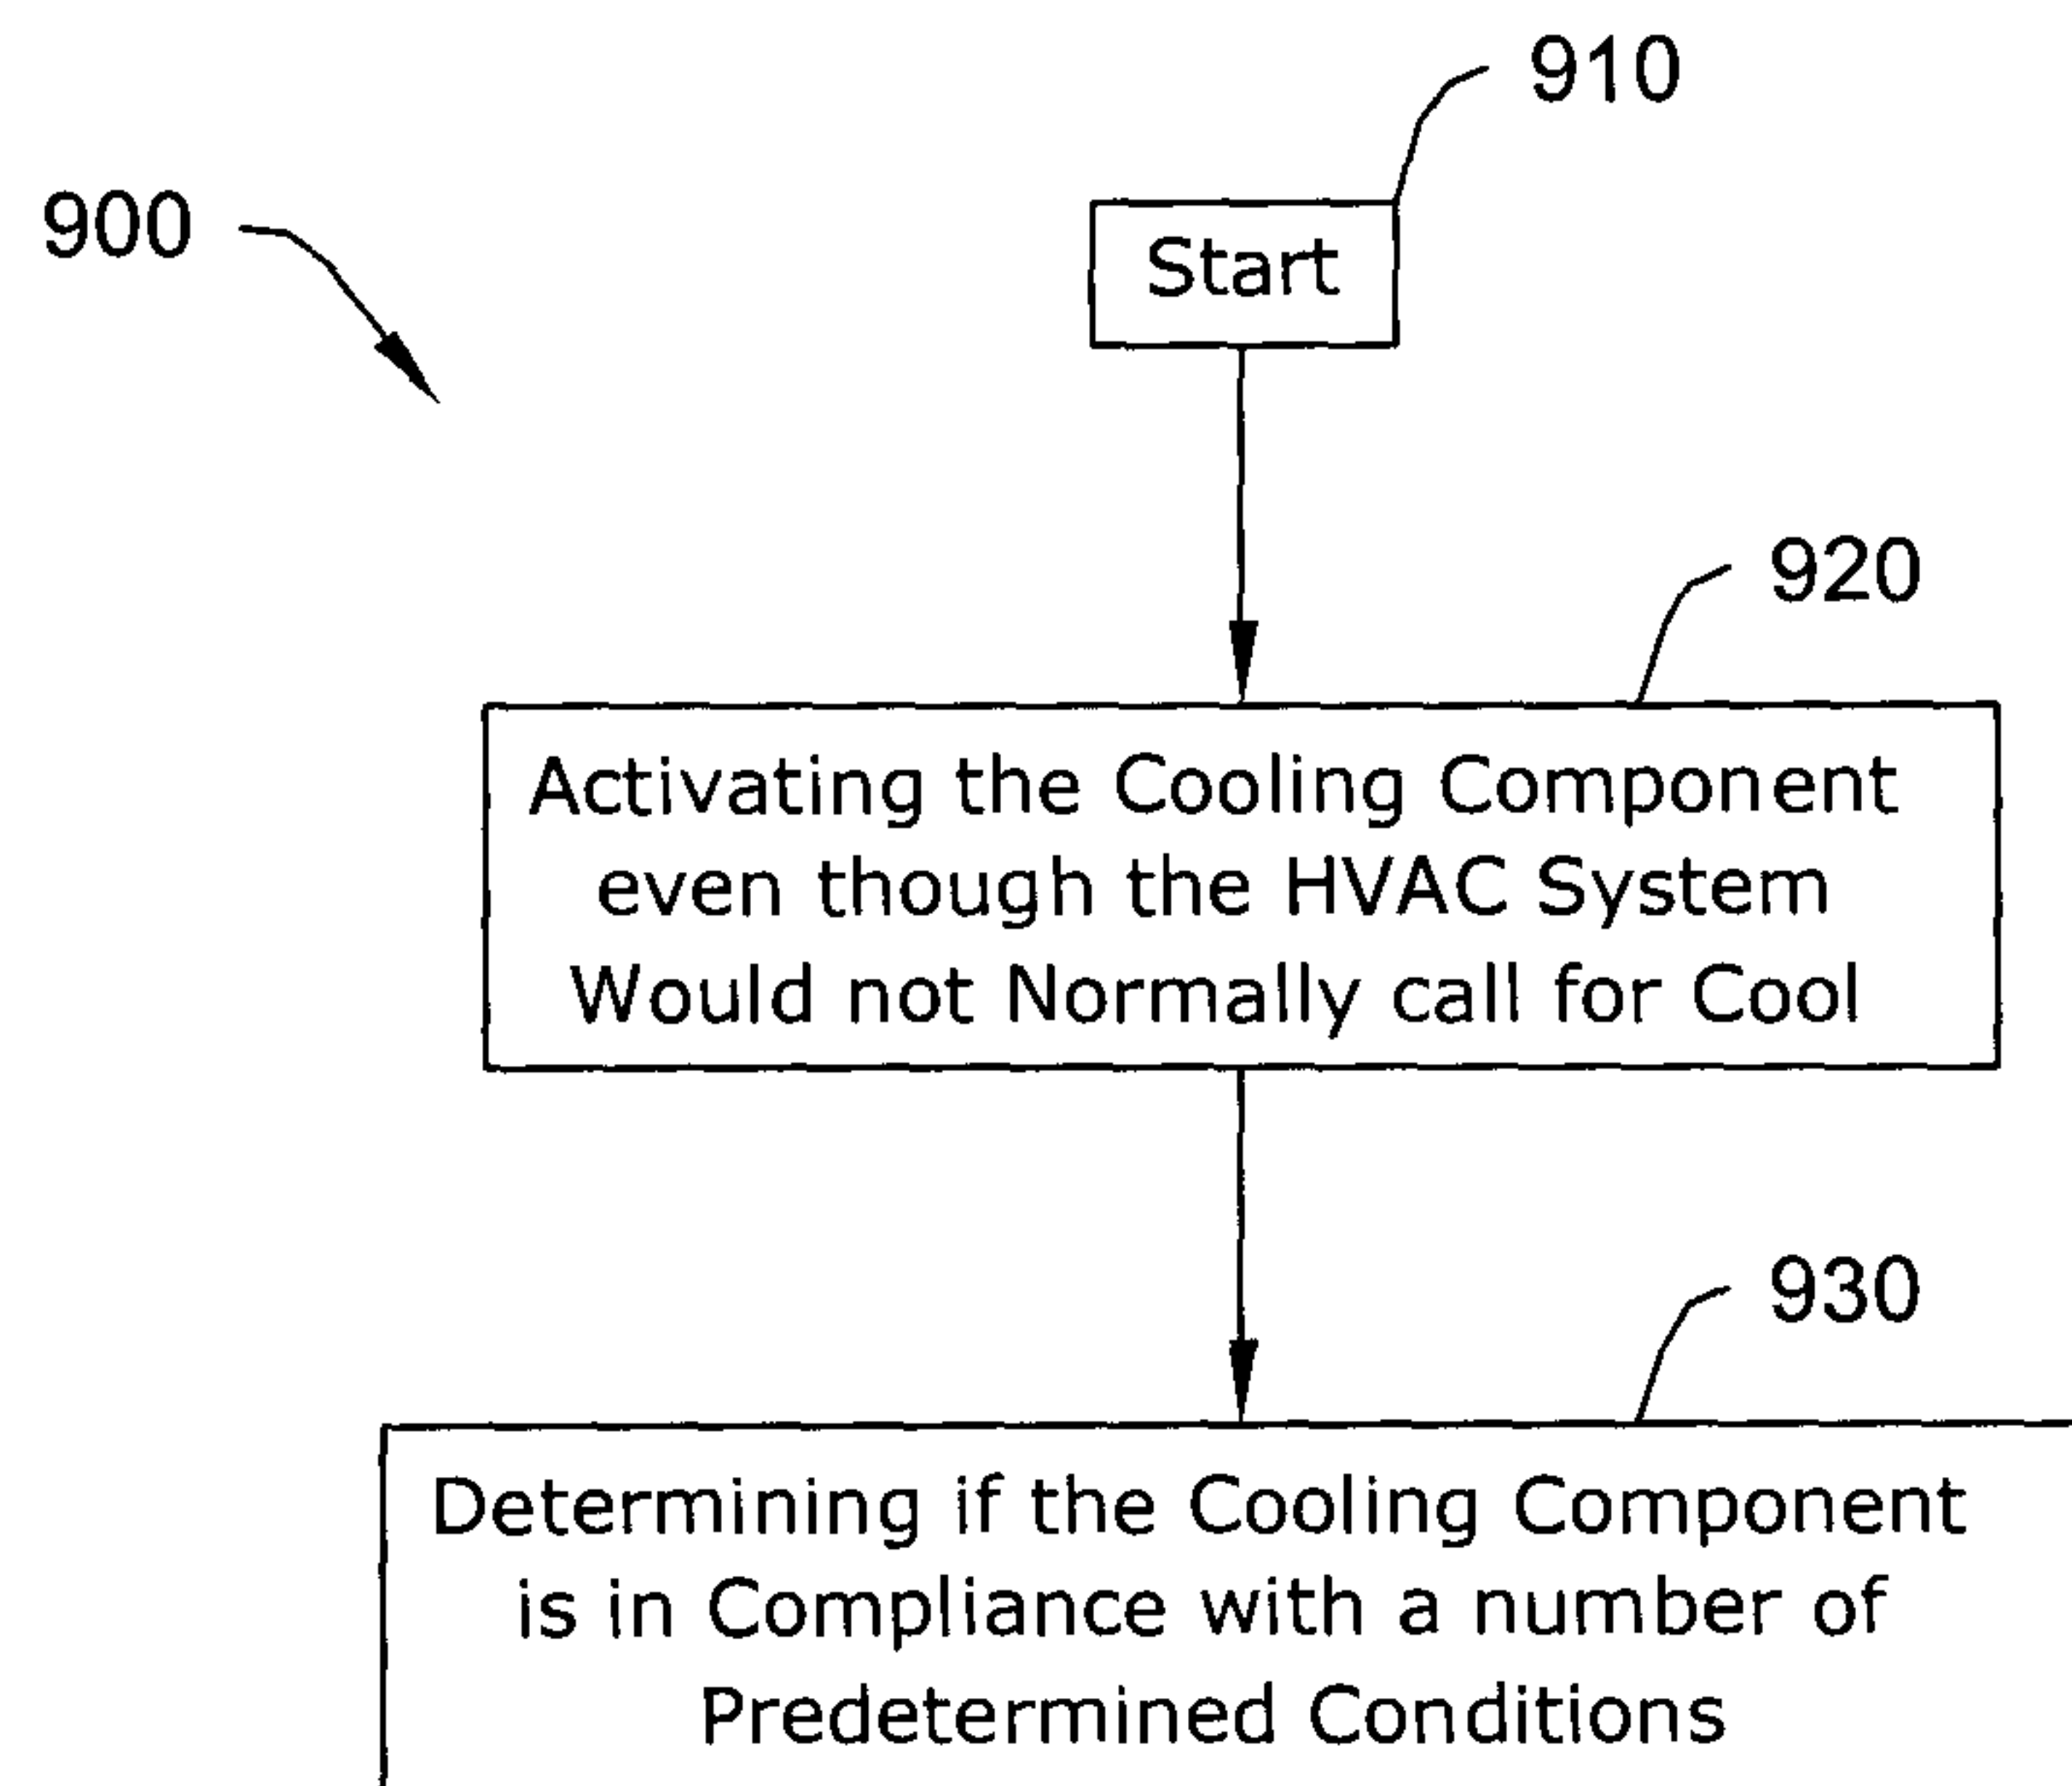 910
900
Start
920
Activating the Cooling Component
even though the HVAC System
Would not Normally call for Cool
930
Determining if the Cooling Component
is in Compliance with a number of
Predetermined Conditions